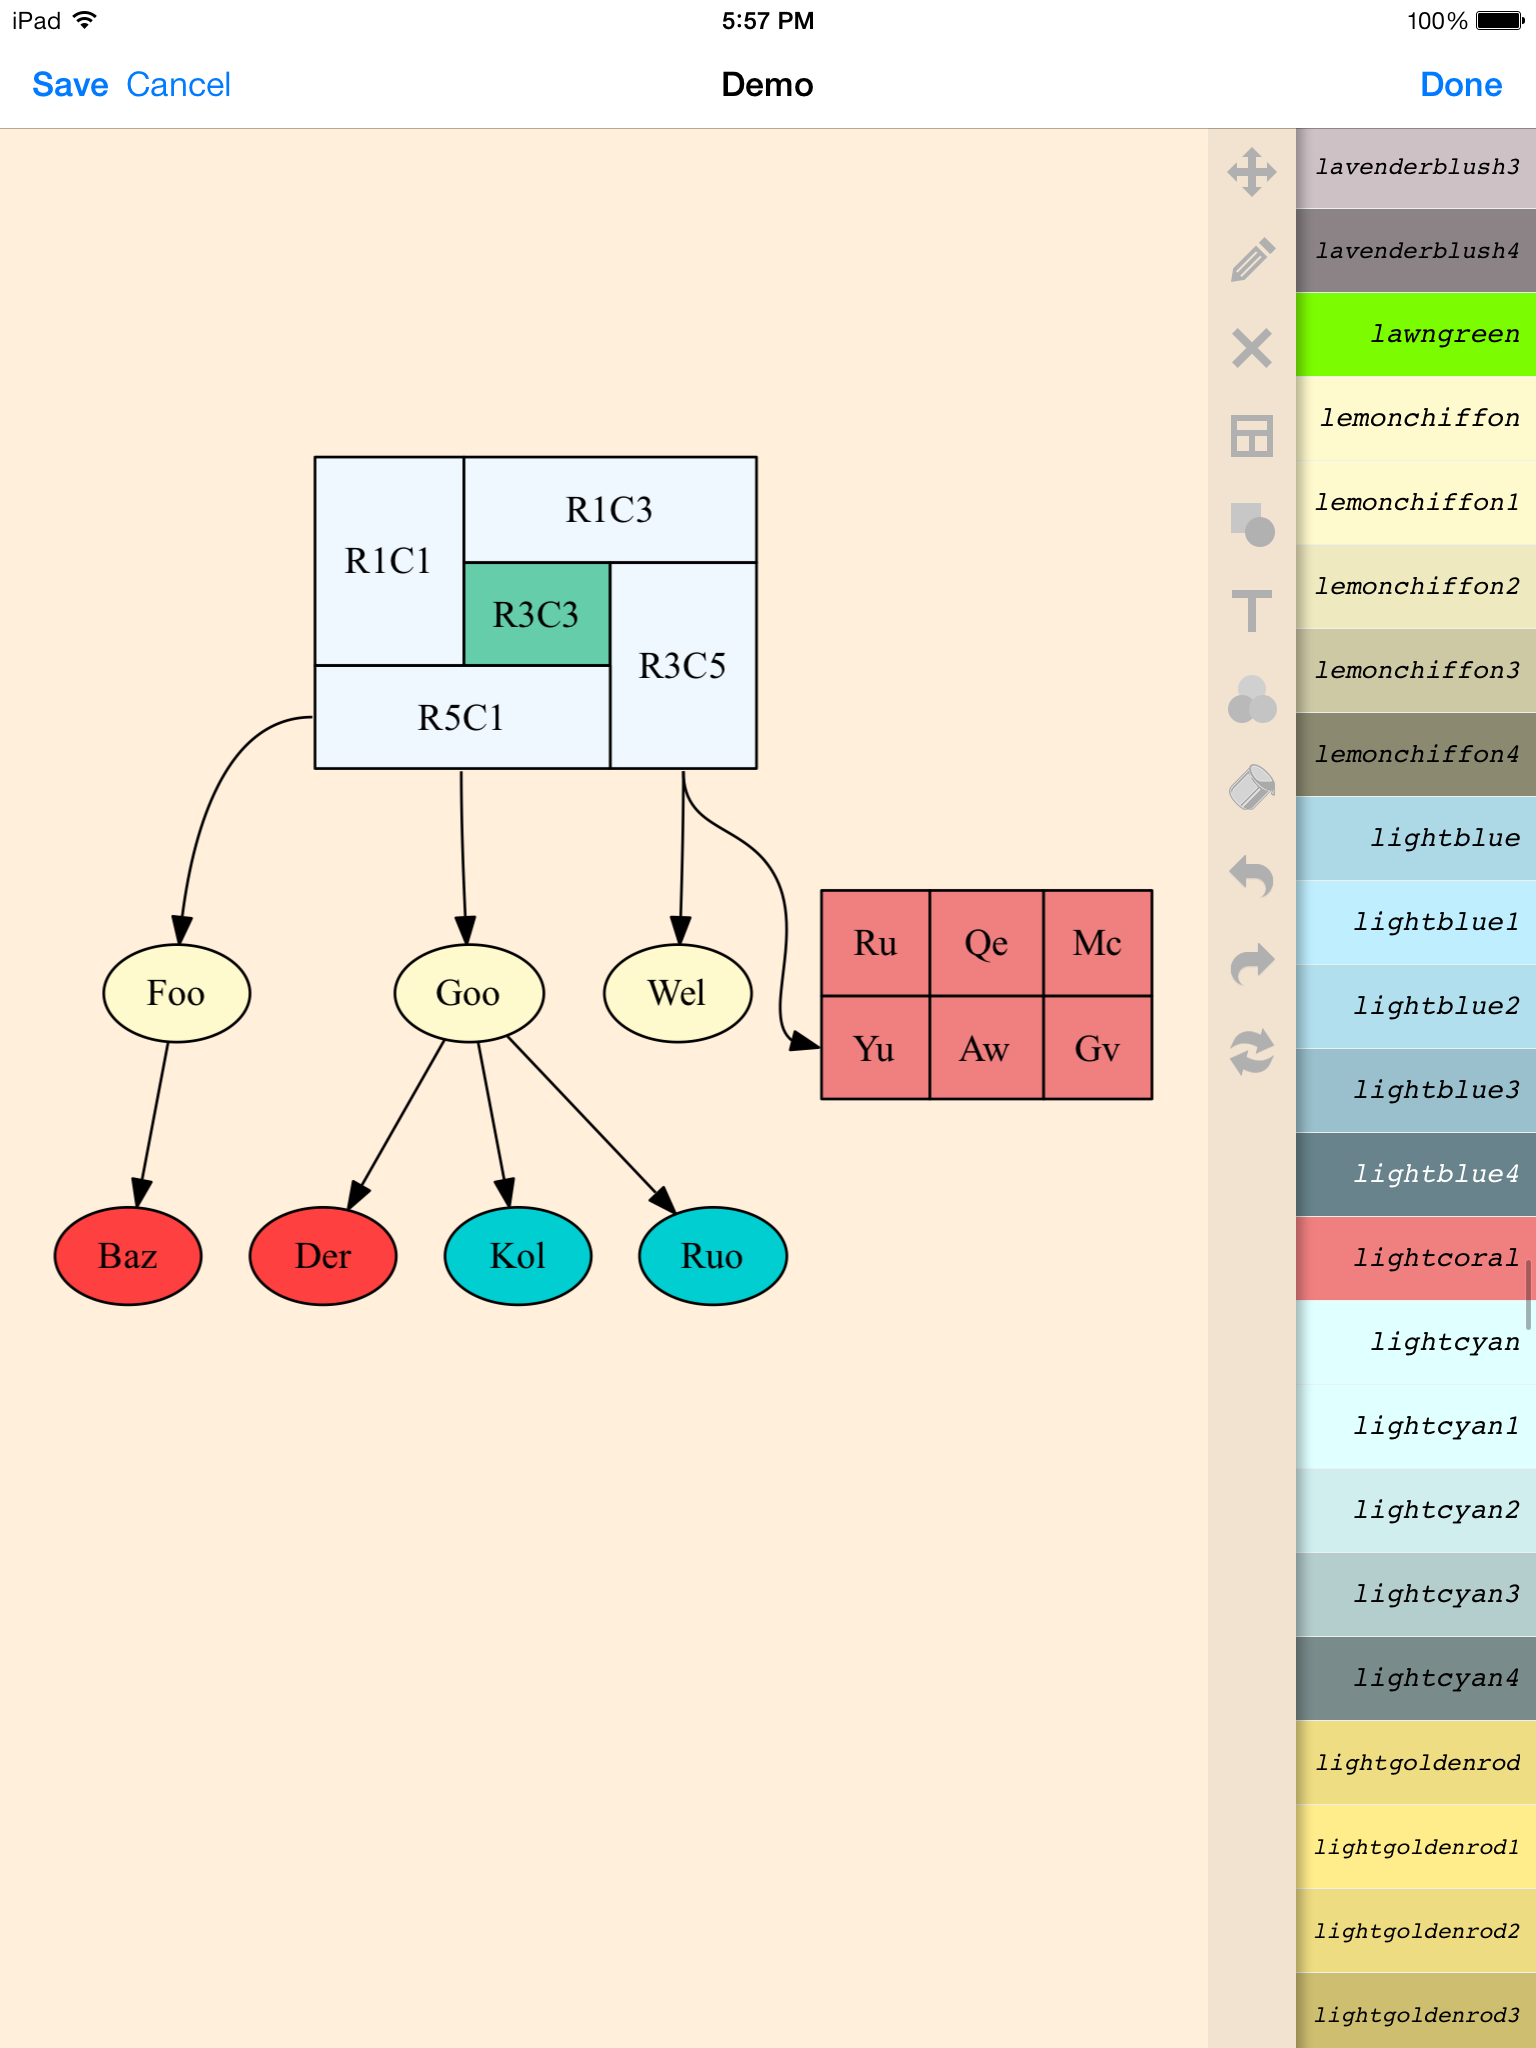 iPad 5:57 PM 100%
Save Cancel Demo Done
R1C1
R1C3
R3C3
R3C5
R5C1
Foo
Goo
Wel
Ru Qe Mc
Yu Aw Gv
Baz
Der
Kol
Ruo
T
lavenderblush3
lavenderblush4
lawngreen
lemonchiffon
lemonchiffon1
lemonchiffon2
lemonchiffon3
lemonchiffon4
lightblue
lightblue1
lightblue2
lightblue3
lightblue4
lightcoral
lightcyan
lightcyan1
lightcyan2
lightcyan3
lightcyan4
lightgoldenrod
lightgoldenrod1
lightgoldenrod2
lightgoldenrod3